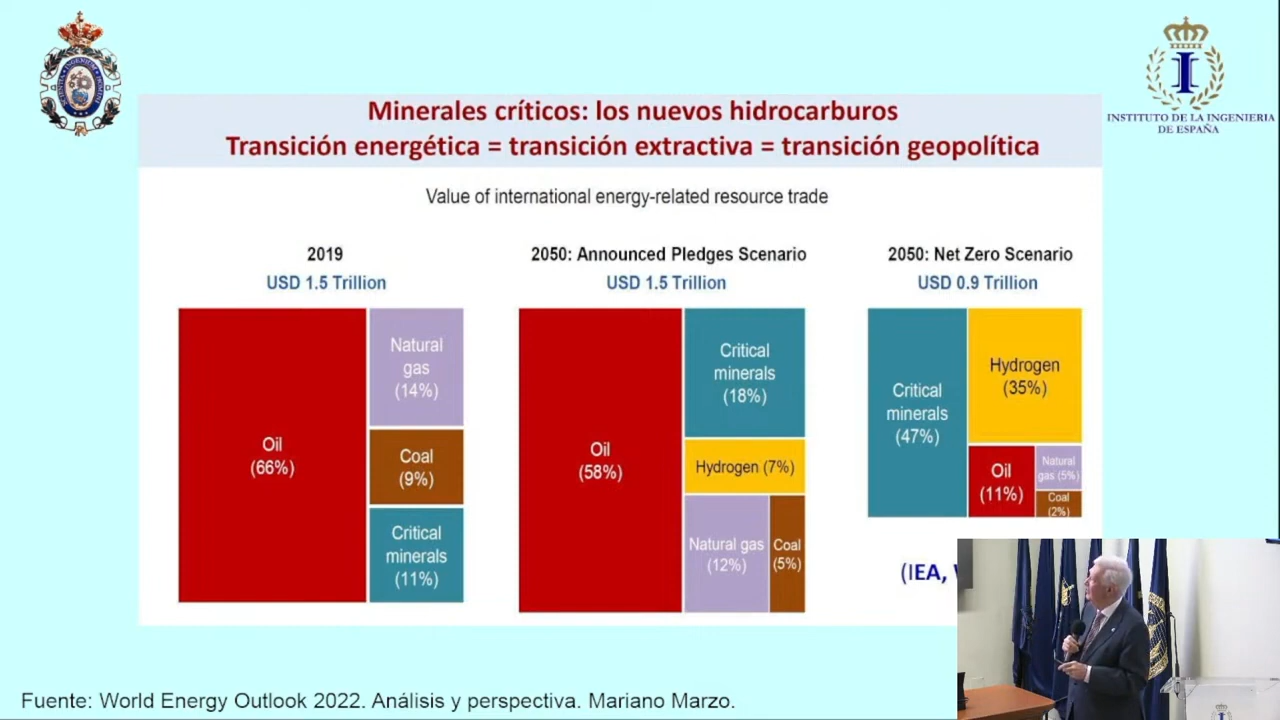 INSTITUTO DE LA INGENIERIA
DE ESPAÑA
Minerales críticos: los nuevos hidrocarburos
Transición energética = transición extractiva = transición geopolítica
Value of international energy-related resource trade
2019
USD 1.5 Trillion
Oil
(66%)
Natural
gas
(14%)
Coal
(9%)
Critical
minerals
(11%)
2050: Announced Pledges Scenario
USD 1.5 Trillion
Oil
(58%)
Critical
minerals
(18%)
Hydrogen (7%)
Natural gas
(12%)
Coal
(5%)
2050: Net Zero Scenario
USD 0.9 Trillion
Critical
minerals
(47%)
Hydrogen
(35%)
Oil
(11%)
Natural
gas (5%)
Coal
(2%)
(IEA,
Fuente: World Energy Outlook 2022. Análisis y perspectiva. Mariano Marzo.